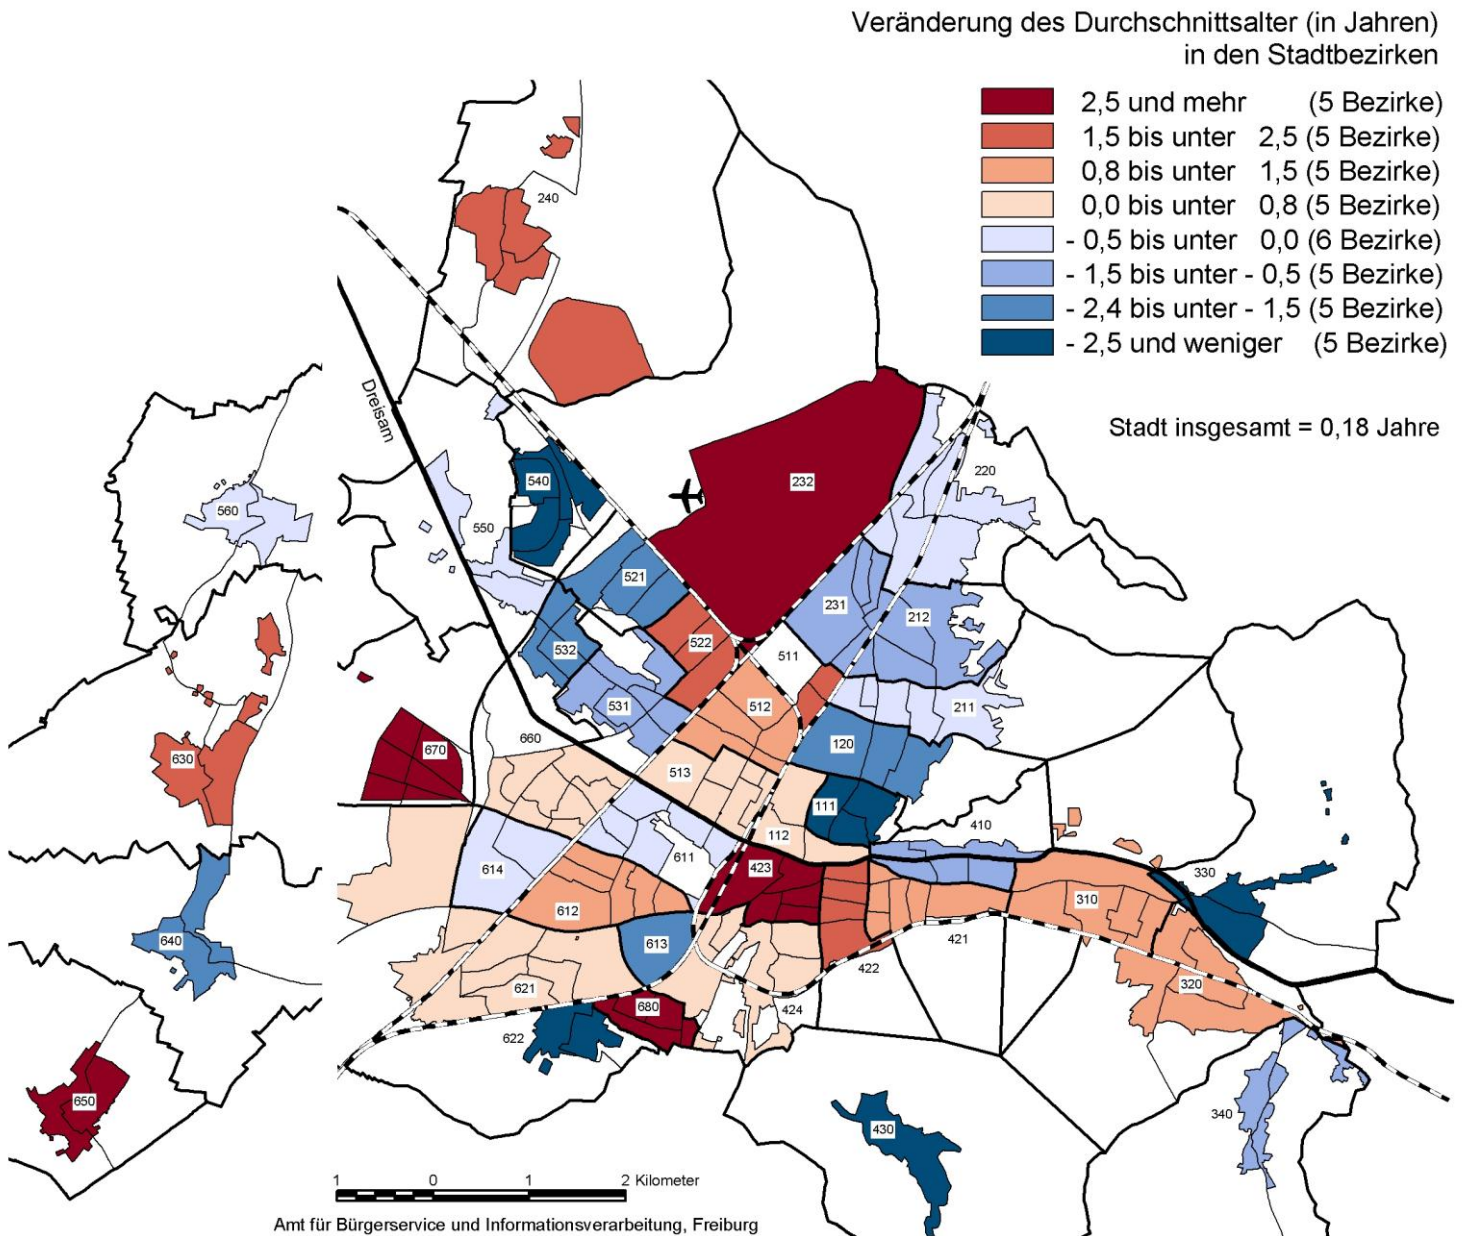 Veränderung des Durchschnittsalter (in Jahren)
in den Stadtbezirken
2,5 und mehr (5 Bezirke)
1,5 bis unter 2,5 (5 Bezirke)
0,8 bis unter 1,5 (5 Bezirke)
0,0 bis unter 0,8 (5 Bezirke)
- 0,5 bis unter 0,0 (6 Bezirke)
- 1,5 bis unter - 0,5 (5 Bezirke)
- 2,4 bis unter - 1,5 (5 Bezirke)
- 2,5 und weniger (5 Bezirke)
Stadt insgesamt = 0,18 Jahre
240
Dreisam
220
540
232
560
550
521
231
212
522
532
511
531
512
211
660
120
670
630
513
111
112
410
611
423
614
330
612
310
640
613
421
422
621
320
680
424
622
650
340
430
1 0 1 2 Kilometer
Amt für Bürgerservice und Informationsverarbeitung, Freiburg